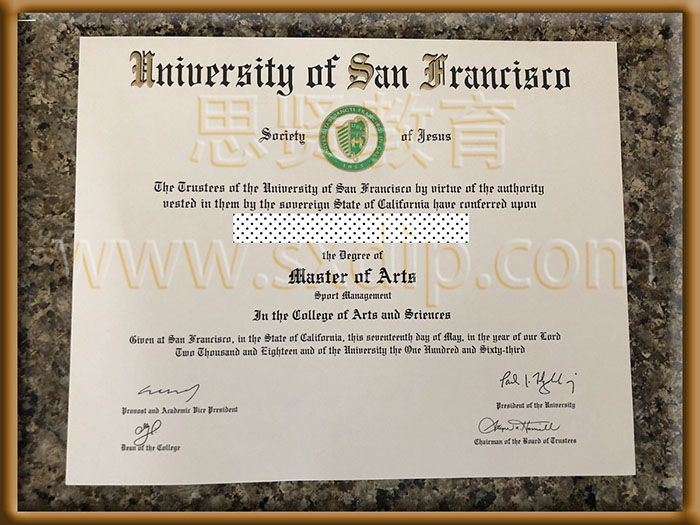 University of San Francisco
思贤教育
Society of Jesus
The Trustees of the University of San Francisco by virtue of the authority
vested in them by the sovereign State of California have conferred upon
www.sxdip.com
the Degree of
Master of Arts
Sport Management
In the College of Arts and Sciences
Given at San Francisco, in the State of California, this seventeenth day of May, in the year of our Lord
Two Thousand and Eighteen and of the University the One Hundred and Sixty-third
Provost and Academic Vice President
President of the University
Dean of the College
Chairman of the Board of Trustees